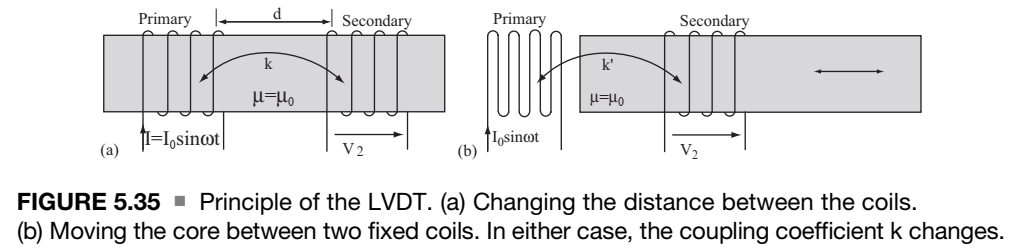 Primary d Secondary
k
μ=μ₀
I=I₀sinωt
V₂
(a)
Primary Secondary
k'
μ=μ₀
I₀sinωt
V₂
(b)
FIGURE 5.35 ■ Principle of the LVDT. (a) Changing the distance between the coils.
(b) Moving the core between two fixed coils. In either case, the coupling coefficient k changes.